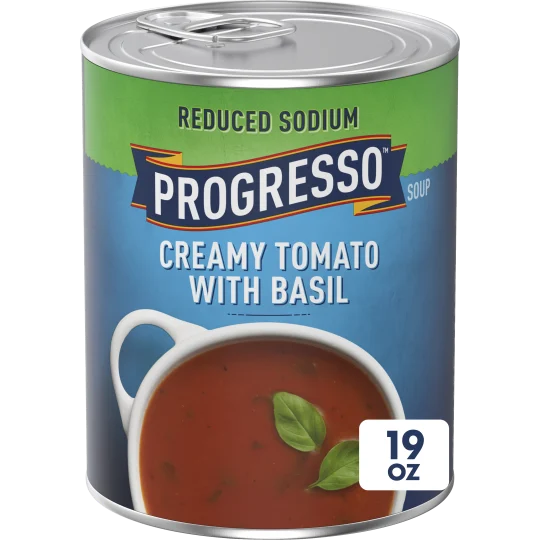 REDUCED SODIUM
PROGRESSO™
SOUP
CREAMY TOMATO
WITH BASIL
19
OZ